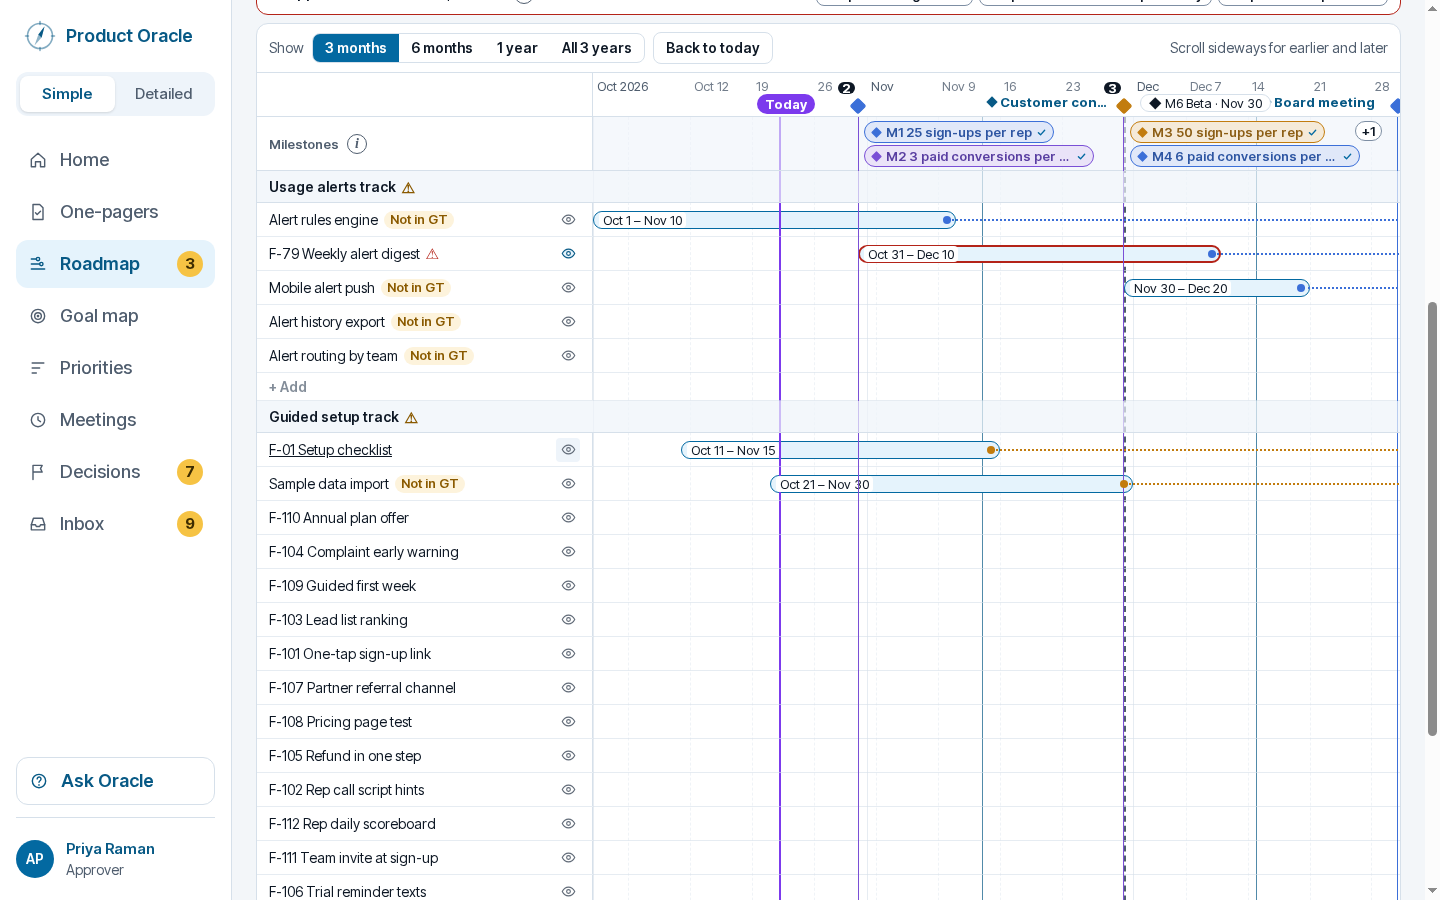 Product Oracle
Simple
Detailed
Home
One-pagers
Roadmap
3
Goal map
Priorities
Meetings
Decisions
7
Inbox
9
Ask Oracle
AP
Priya Raman
Approver
Show
3 months
6 months
1 year
All 3 years
Back to today
Scroll sideways for earlier and later
Oct 2026
Oct 12
19
26
2
Nov
Nov 9
16
23
3
Dec
Dec 7
14
21
28
Today
Customer con...
M6 Beta · Nov 30
Board meeting
Milestones
i
M1 25 sign-ups per rep
M3 50 sign-ups per rep
+1
M2 3 paid conversions per ...
M4 6 paid conversions per ...
Usage alerts track
Alert rules engine
Not in GT
Oct 1 – Nov 10
F-79 Weekly alert digest
Oct 31 – Dec 10
Mobile alert push
Not in GT
Nov 30 – Dec 20
Alert history export
Not in GT
Alert routing by team
Not in GT
+ Add
Guided setup track
F-01 Setup checklist
Oct 11 – Nov 15
Sample data import
Not in GT
Oct 21 – Nov 30
F-110 Annual plan offer
F-104 Complaint early warning
F-109 Guided first week
F-103 Lead list ranking
F-101 One-tap sign-up link
F-107 Partner referral channel
F-108 Pricing page test
F-105 Refund in one step
F-102 Rep call script hints
F-112 Rep daily scoreboard
F-111 Team invite at sign-up
F-106 Trial reminder texts